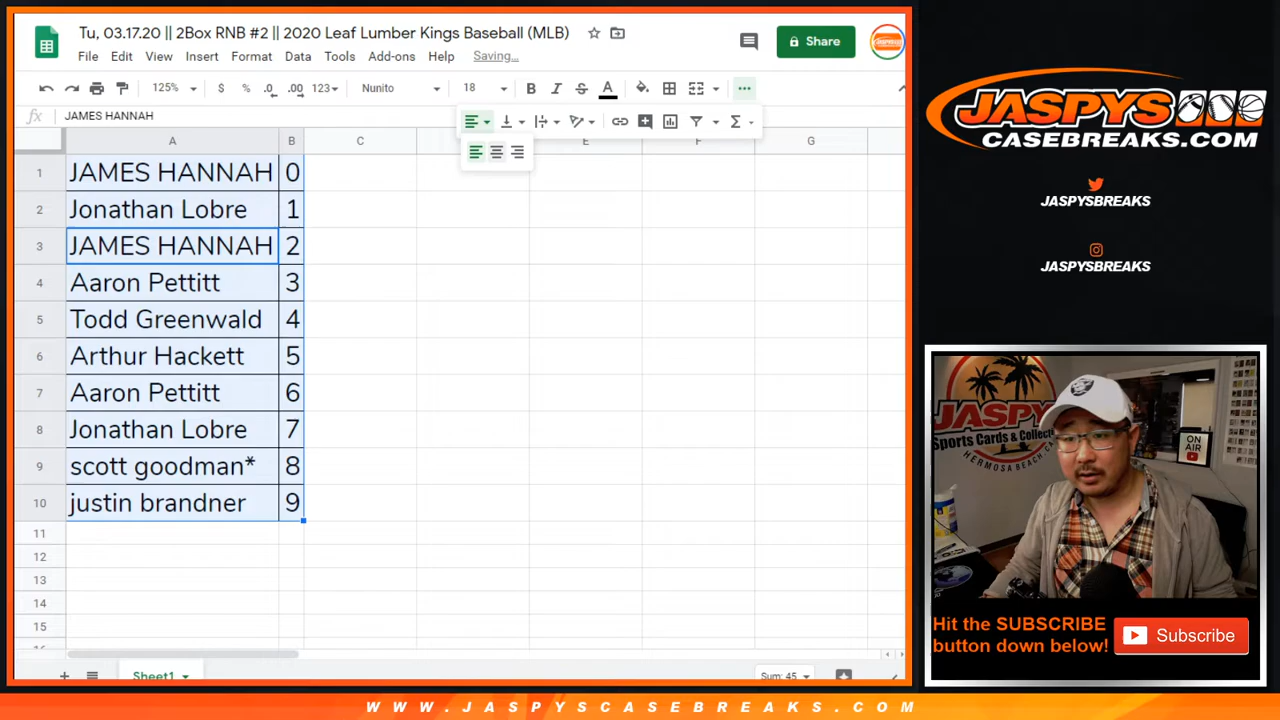 Tu, 03.17.20 || 2Box RNB #2 || 2020 Leaf Lumber Kings Baseball (MLB)
Share
File Edit View Insert Format Data Tools Add-ons Help Saving...
125% $ % .0 .00 123 Nunito 18 B I S A
fx JAMES HANNAH
A B C E F G
1 JAMES HANNAH 0
2 Jonathan Lobre 1
3 JAMES HANNAH 2
4 Aaron Pettitt 3
5 Todd Greenwald 4
6 Arthur Hackett 5
7 Aaron Pettitt 6
8 Jonathan Lobre 7
9 scott goodman* 8
10 justin brandner 9
11
12
13
14
15
Sheet1
Sum: 45
JASPYS
CASEBREAKS.COM
JASPYSBREAKS
JASPYSBREAKS
JASPYS
Sports Cards & Collect
HERMOSA BEACH, CA
ON AIR
Hit the SUBSCRIBE
button down below!
Subscribe
WWW.JASPYSCASEBREAKS.COM